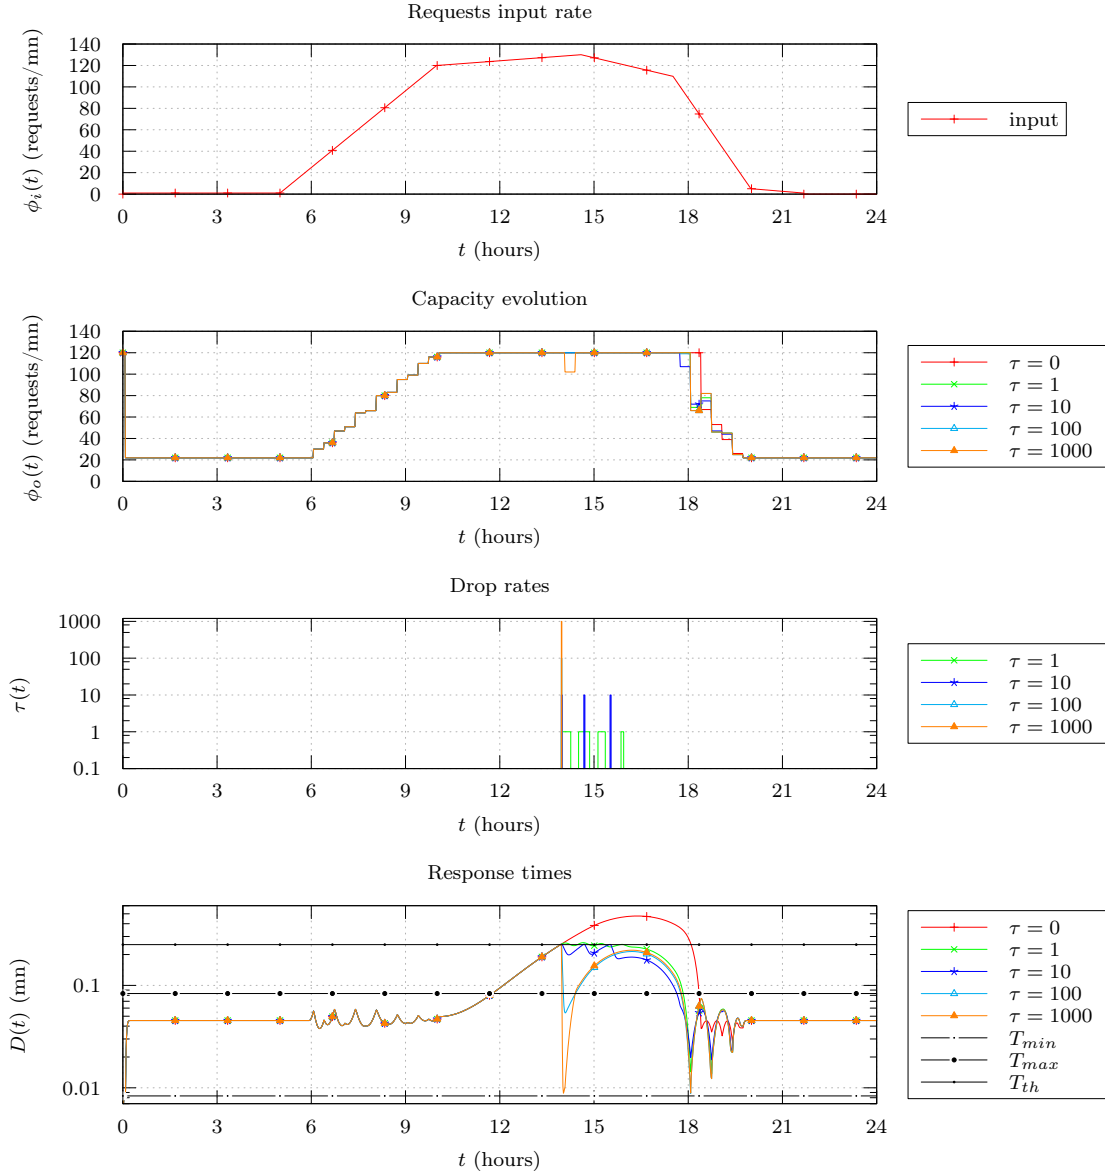 Requests input rate
ϕi(t) (requests/mn)
140
120
100
80
60
40
20
0
0 3 6 9 12 15 18 21 24
t (hours)
input
Capacity evolution
ϕo(t) (requests/mn)
140
120
100
80
60
40
20
0
0 3 6 9 12 15 18 21 24
t (hours)
τ = 0
τ = 1
τ = 10
τ = 100
τ = 1000
Drop rates
τ(t)
1000
100
10
1
0.1
0 3 6 9 12 15 18 21 24
t (hours)
τ = 1
τ = 10
τ = 100
τ = 1000
Response times
D(t) (mn)
0.1
0.01
0 3 6 9 12 15 18 21 24
t (hours)
τ = 0
τ = 1
τ = 10
τ = 100
τ = 1000
Tmin
Tmax
Tth